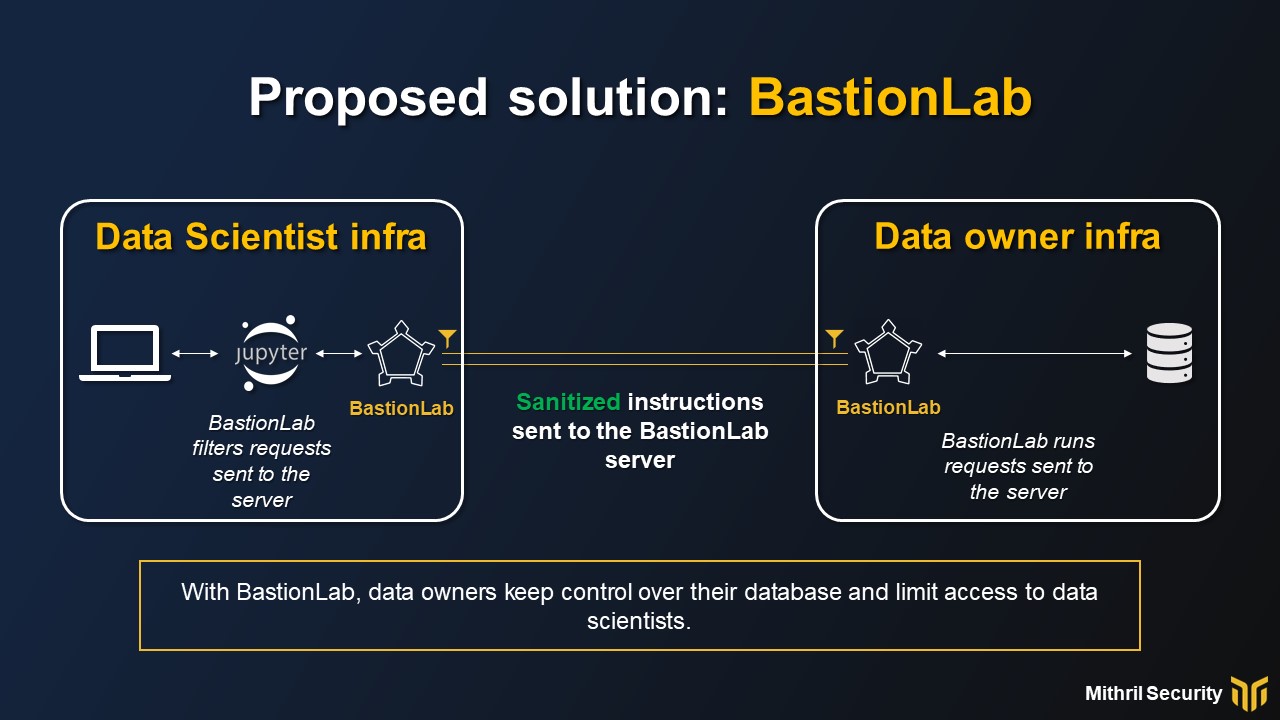 Proposed solution: BastionLab
Data Scientist infra
jupyter
BastionLab
BastionLab
filters requests
sent to the
server
Sanitized instructions
sent to the BastionLab
server
Data owner infra
BastionLab
BastionLab runs
requests sent to
the server
With BastionLab, data owners keep control over their database and limit access to data
scientists.
Mithril Security